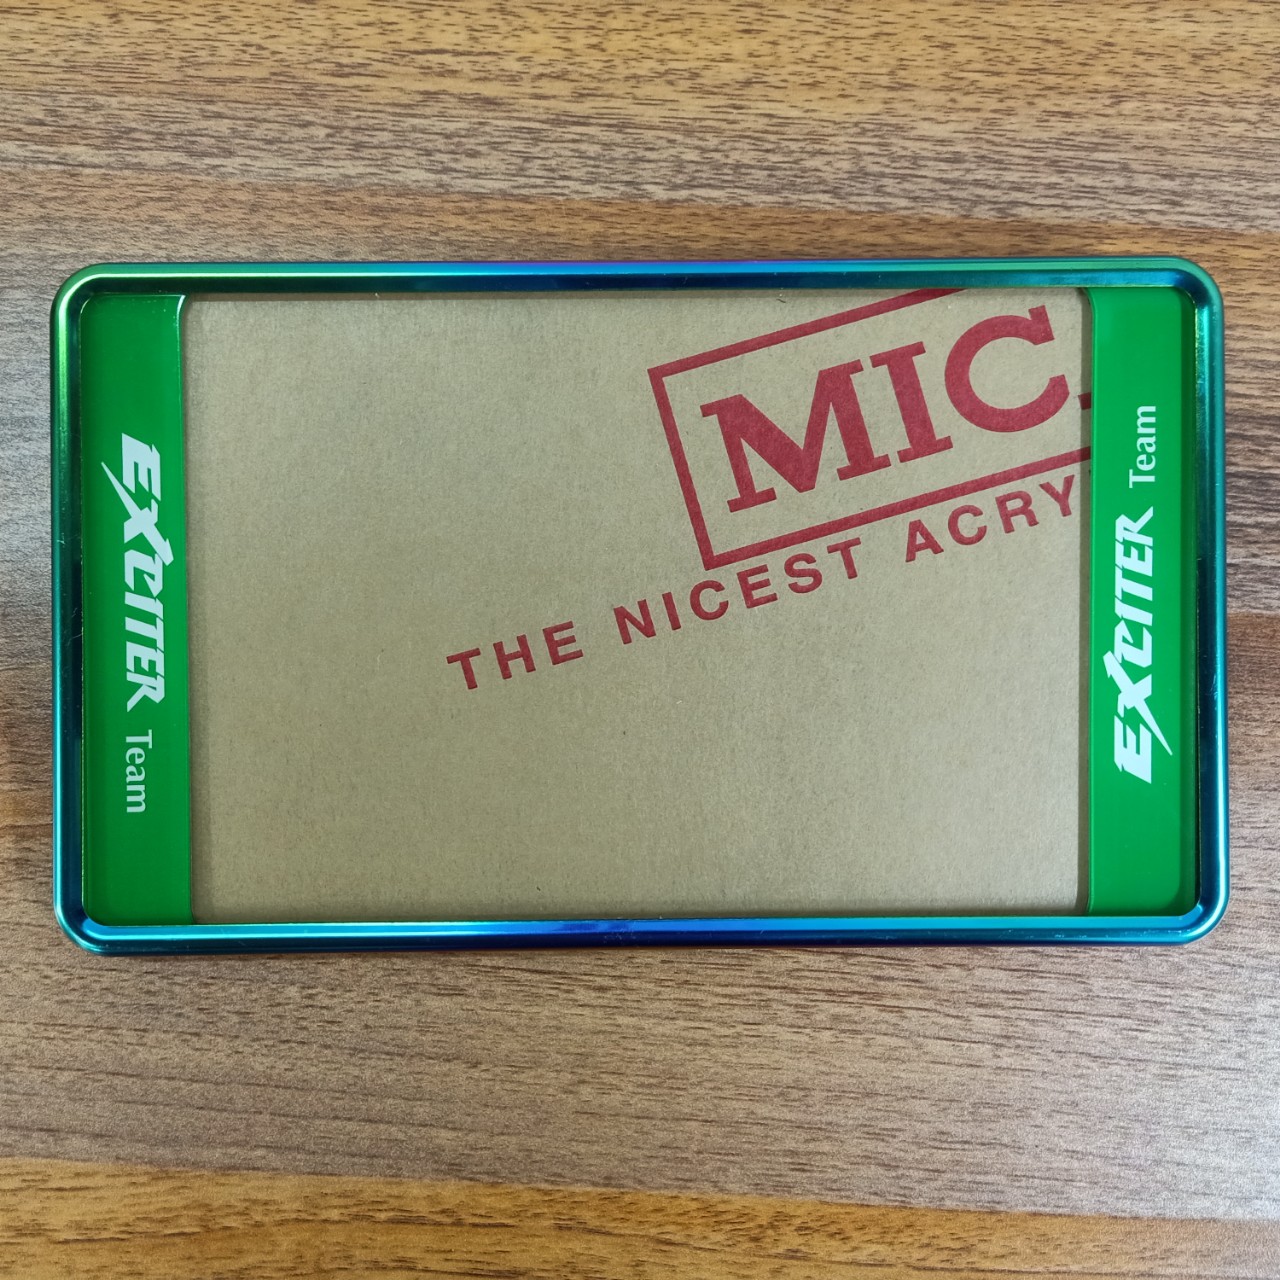 EXCITER Team
MIC.
THE NICEST ACRY
EXCITER Team